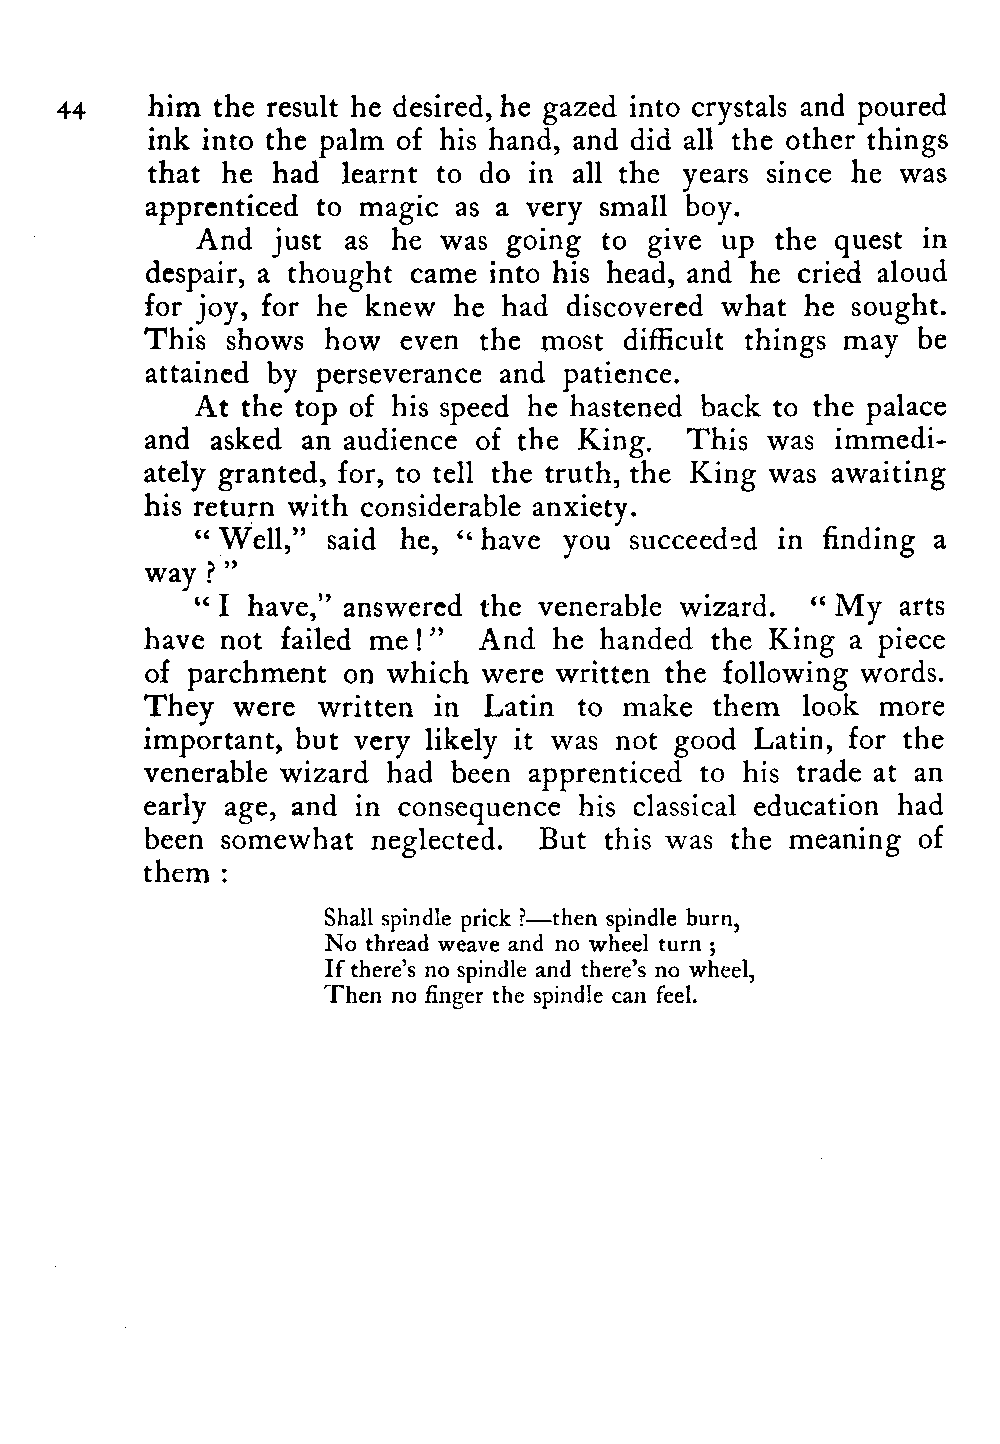 44
him the result he desired, he gazed into crystals and poured
ink into the palm of his hand, and did all the other things
that he had learnt to do in all the years since he was
apprenticed to magic as a very small boy.
And just as he was going to give up the quest in
despair, a thought came into his head, and he cried aloud
for joy, for he knew he had discovered what he sought.
This shows how even the most difficult things may be
attained by perseverance and patience.
At the top of his speed he hastened back to the palace
and asked an audience of the King. This was immedi-
ately granted, for, to tell the truth, the King was awaiting
his return with considerable anxiety.
“Well,” said he, “have you succeeded in finding a
way ?”
“I have,” answered the venerable wizard. “My arts
have not failed me!” And he handed the King a piece
of parchment on which were written the following words.
They were written in Latin to make them look more
important, but very likely it was not good Latin, for the
venerable wizard had been apprenticed to his trade at an
early age, and in consequence his classical education had
been somewhat neglected. But this was the meaning of
them :
Shall spindle prick ?—then spindle burn,
No thread weave and no wheel turn ;
If there's no spindle and there's no wheel,
Then no finger the spindle can feel.